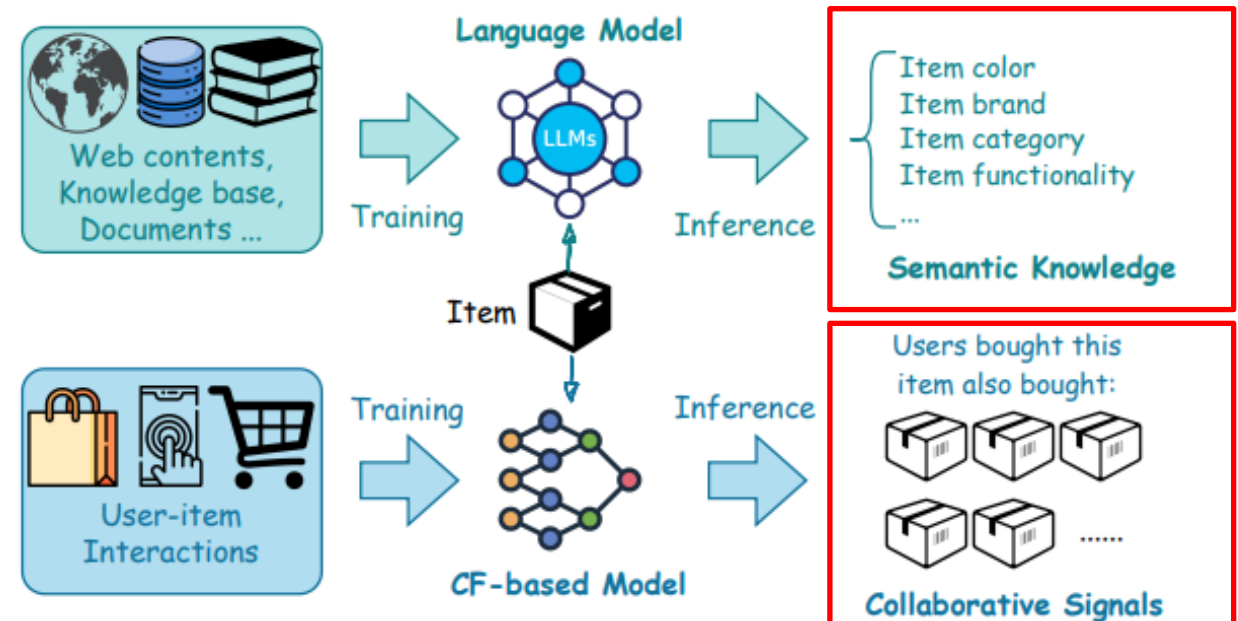 Language Model
LLMs
Web contents,
Knowledge base,
Documents ...
Training
Inference
Item color
Item brand
Item category
Item functionality
...
Semantic Knowledge
Item
User-item
Interactions
Training
CF-based Model
Inference
Users bought this
item also bought:
......
Collaborative Signals